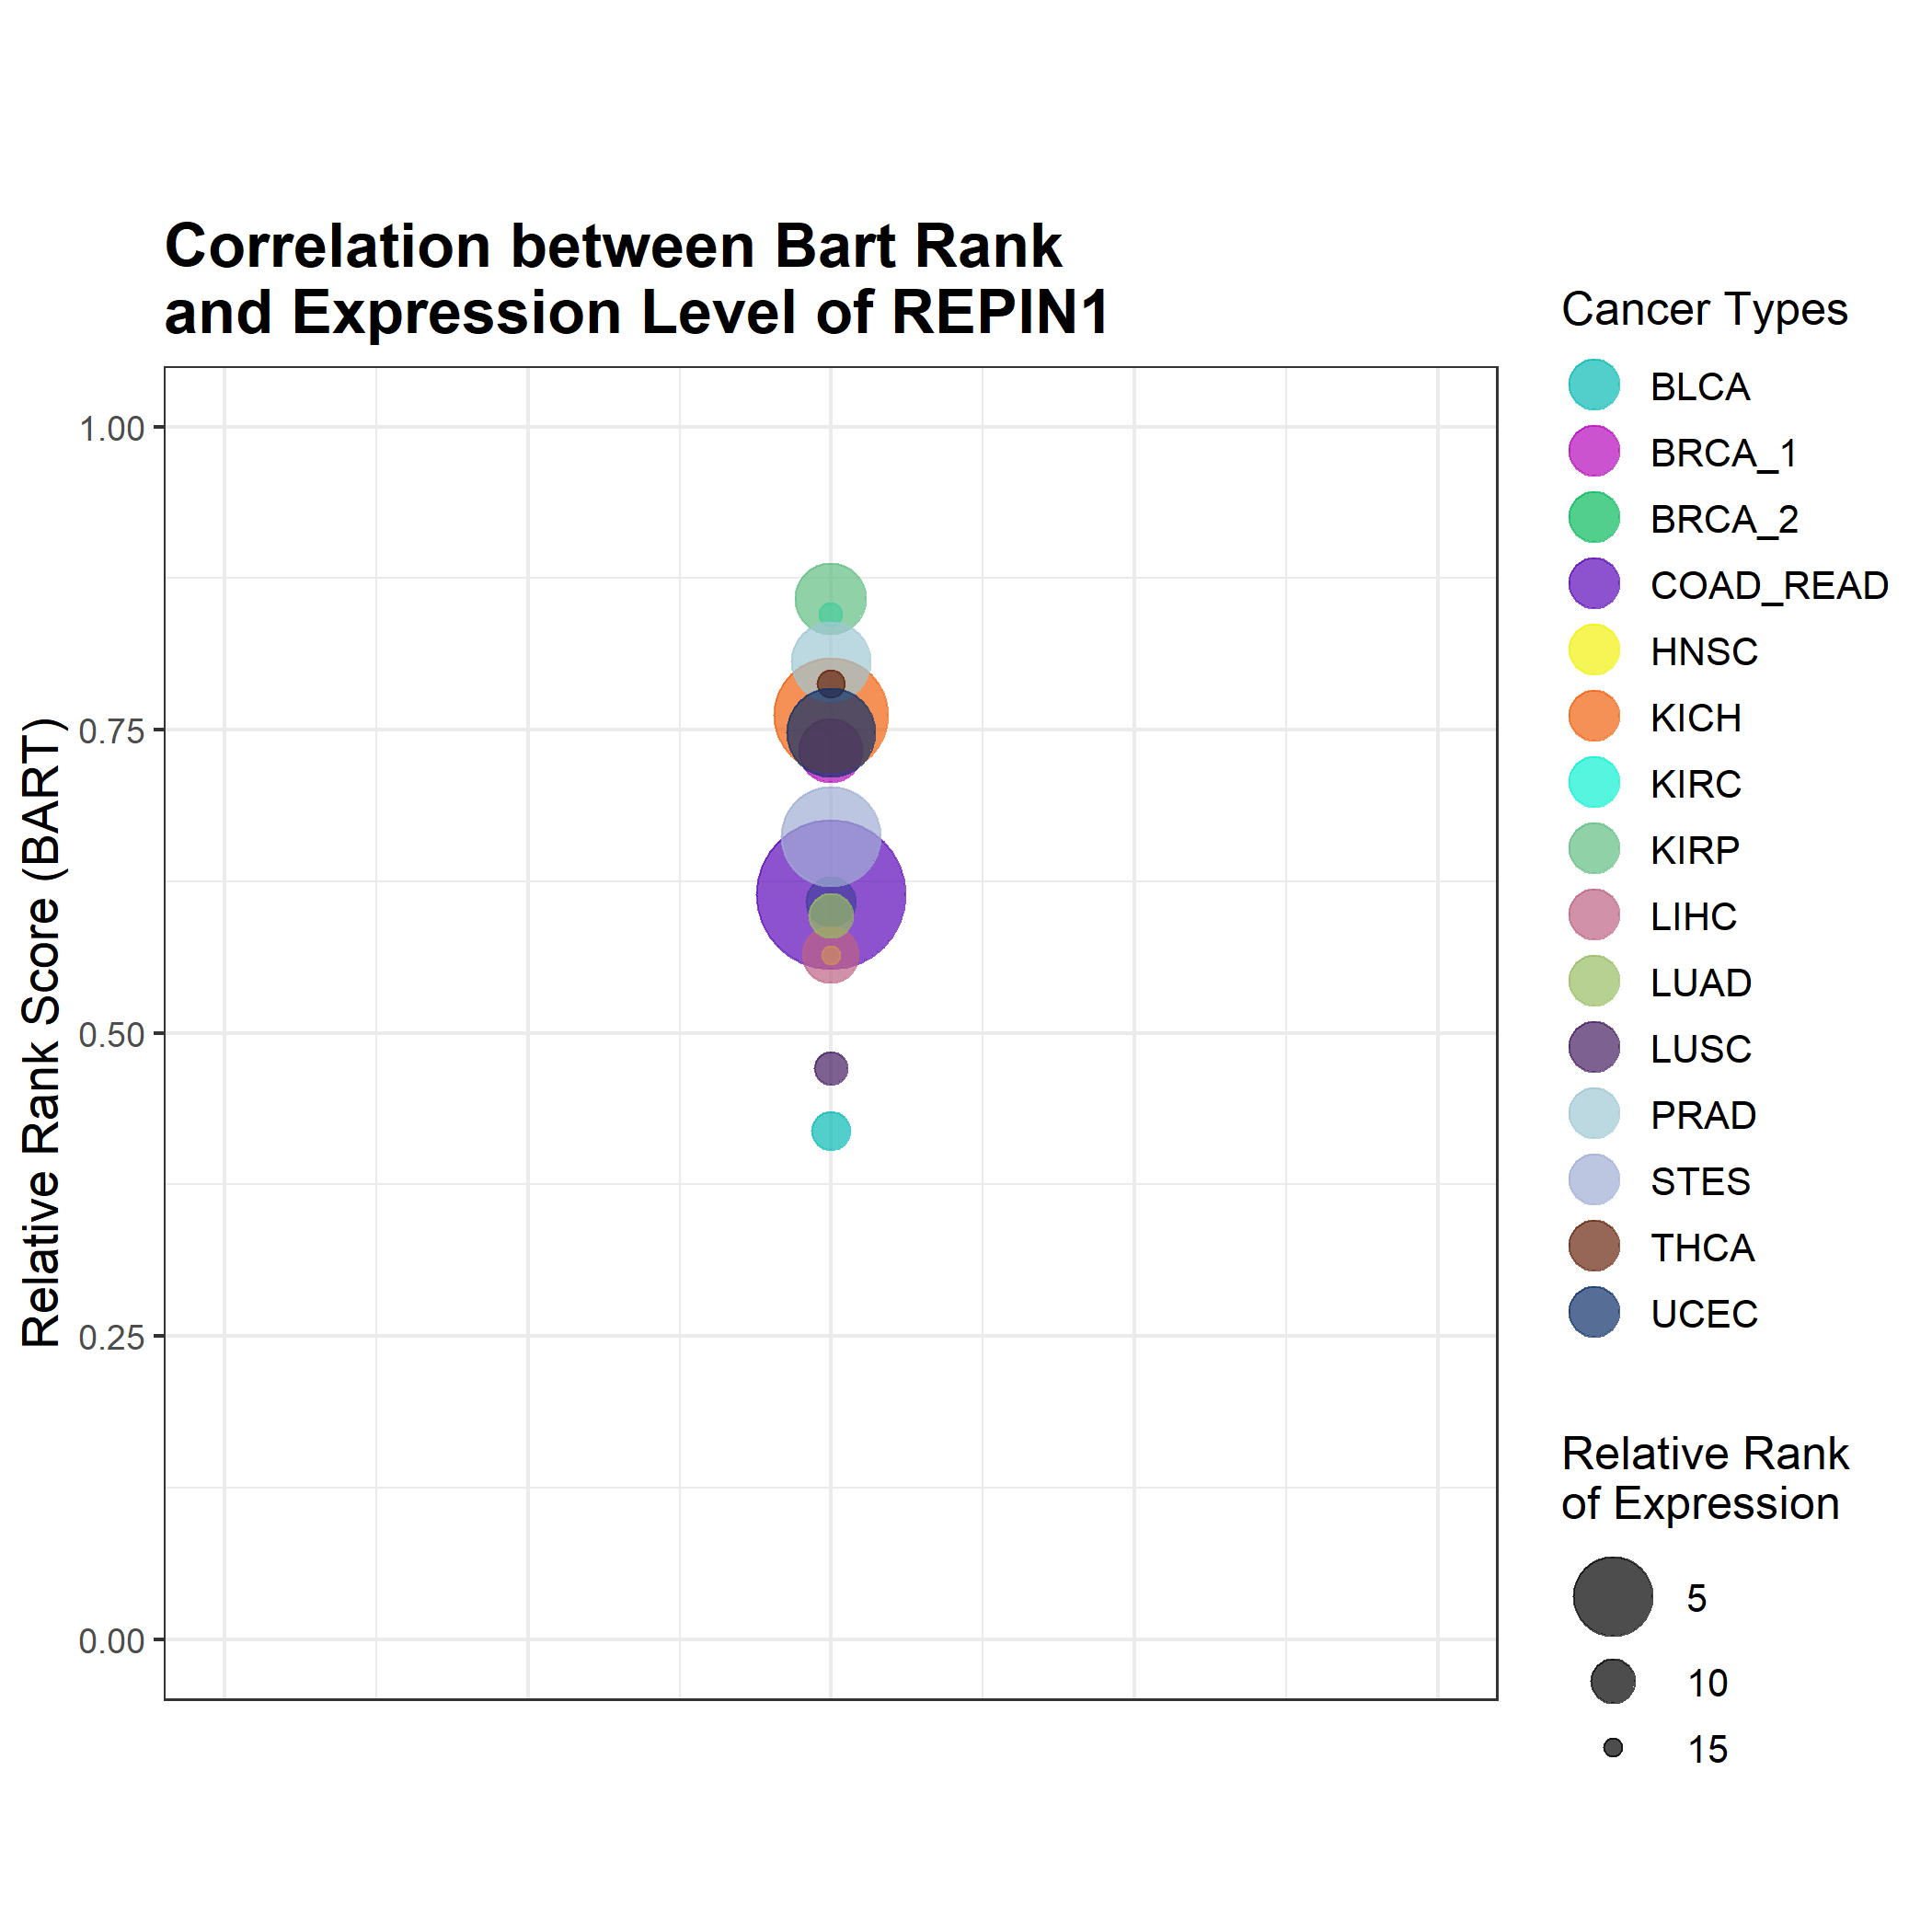 Correlation between Bart Rank
and Expression Level of REPIN1
Relative Rank Score (BART)
1.00
0.75
0.50
0.25
0.00
Cancer Types
BLCA
BRCA_1
BRCA_2
COAD_READ
HNSC
KICH
KIRC
KIRP
LIHC
LUAD
LUSC
PRAD
STES
THCA
UCEC
Relative Rank
of Expression
5
10
15